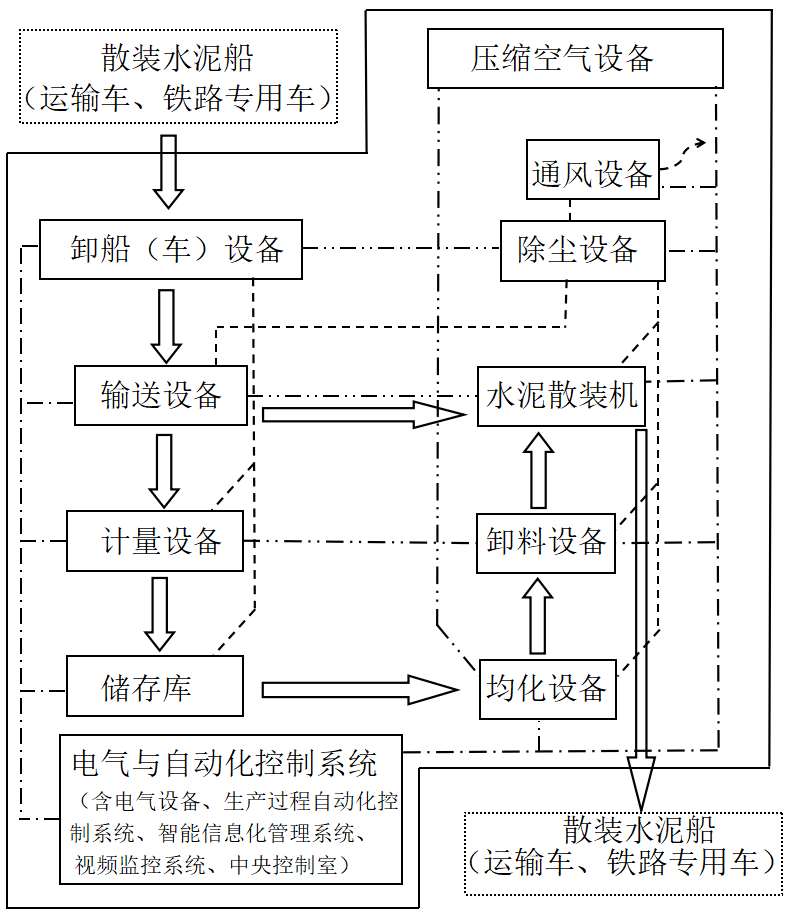 散装水泥船
（运输车、铁路专用车）
压缩空气设备
通风设备
卸船（车）设备
除尘设备
输送设备
水泥散装机
计量设备
卸料设备
储存库
均化设备
电气与自动化控制系统
（含电气设备、生产过程自动化控
制系统、智能信息化管理系统、
视频监控系统、中央控制室）
散装水泥船
（运输车、铁路专用车）